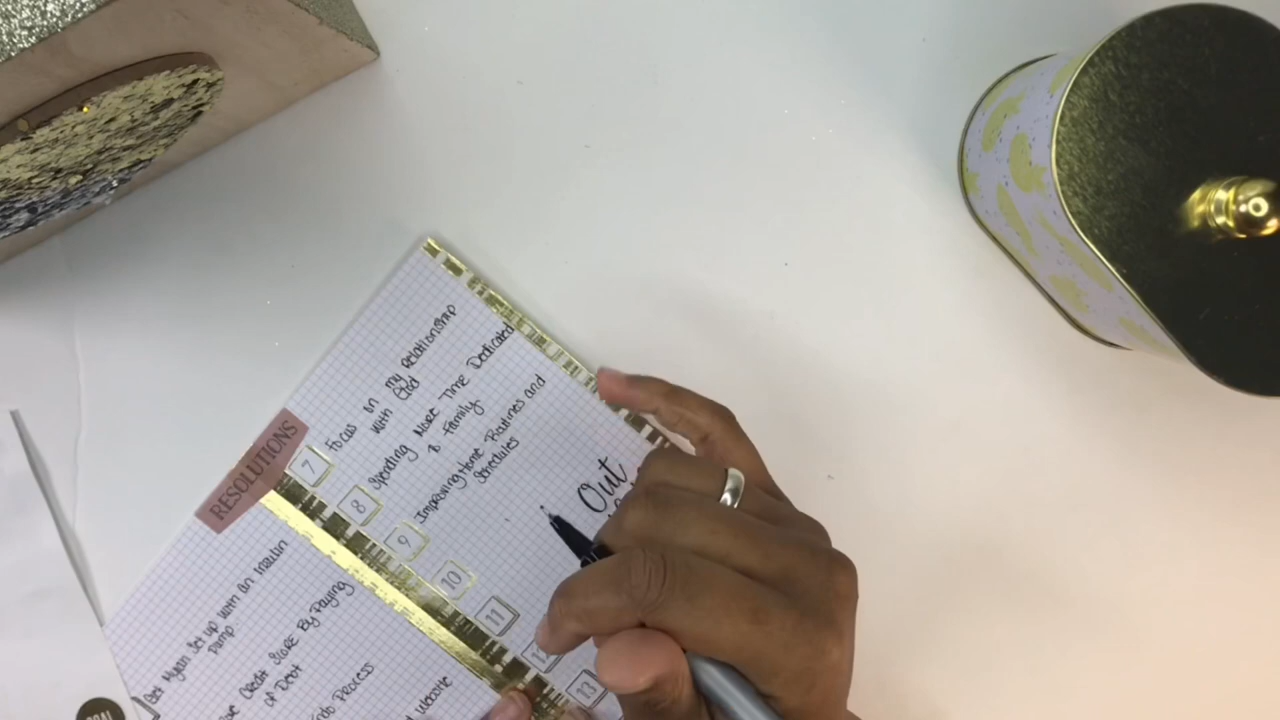 RESOLUTIONS
7 Focus on my Relationship
with God
8 Spending More Time Dedicated
to Family
9 Improving Home Routines and
Schedules
10
11
12
13
Out
Get Myan Set up with an Insulin
Pump
Credit Score By Paying
of Debt
Process